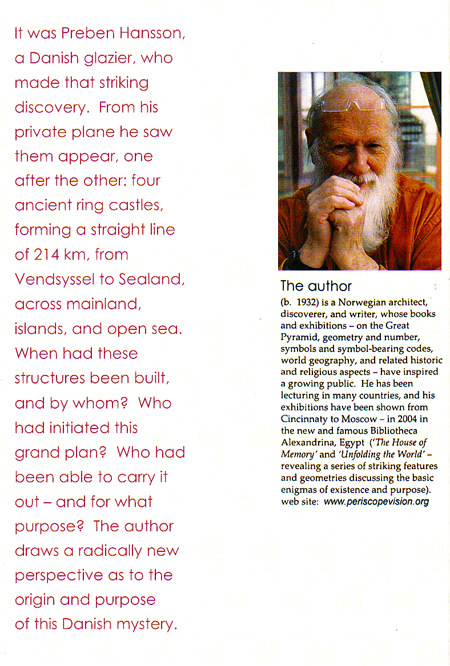 It was Preben Hansson,
a Danish glazier, who
made that striking
discovery. From his
private plane he saw
them appear, one
after the other: four
ancient ring castles,
forming a straight line
of 214 km, from
Vendsyssel to Sealand,
across mainland,
islands, and open sea.
When had these
structures been built,
and by whom? Who
had initiated this
grand plan? Who had
been able to carry it
out – and for what
purpose? The author
draws a radically new
perspective as to the
origin and purpose
of this Danish mystery.
The author
(b. 1932) is a Norwegian architect,
discoverer, and writer, whose books
and exhibitions – on the Great
Pyramid, geometry and number,
symbols and symbol-bearing codes,
world geography, and related historic
and religious aspects – have inspired
a growing public. He has been
lecturing in many countries, and his
exhibitions have been shown from
Cincinnaty to Moscow – in 2004 in
the new and famous Bibliotheca
Alexandrina, Egypt ('The House of
Memory' and 'Unfolding the World' –
revealing a series of striking features
and geometries discussing the basic
enigmas of existence and purpose).
web site: www.periscopevision.org